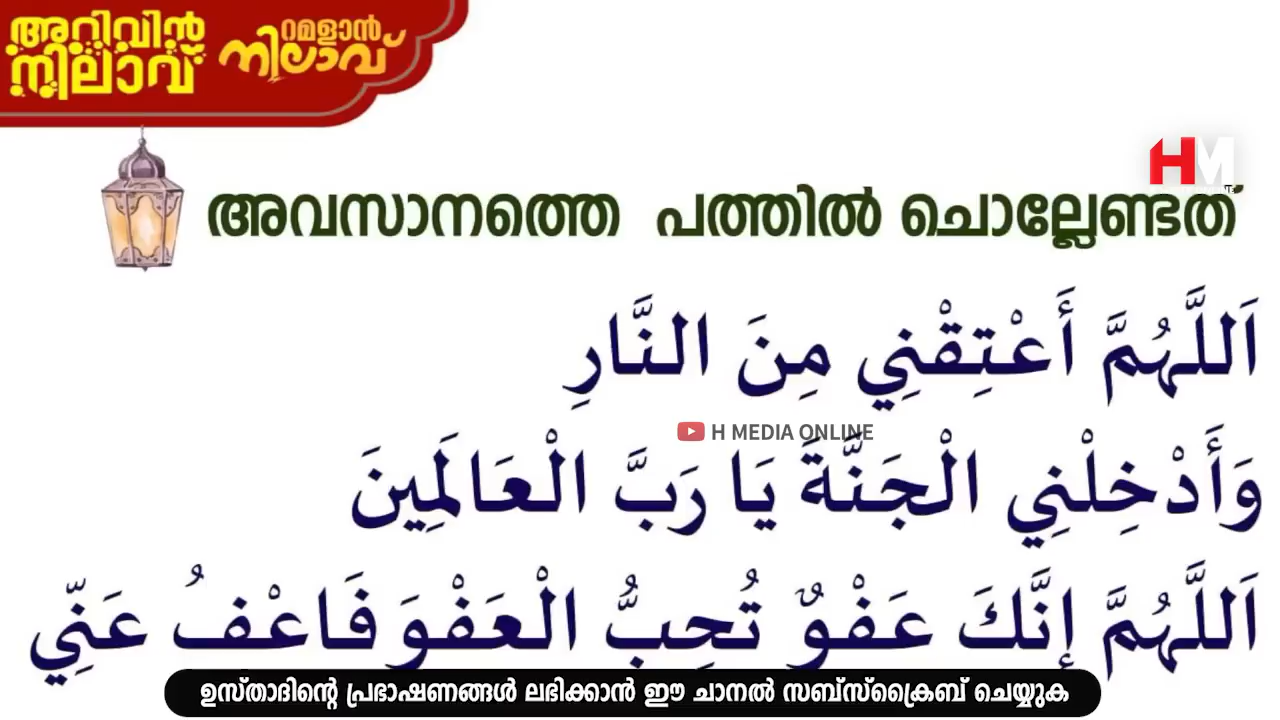 അറിവിൻ
നിലാവ്
റമളാൻ
നിലാവ്
HM
അവസാനത്തെ പത്തിൽ ചൊല്ലേണ്ടത്
اَللَّهُمَّ أَعْتِقْنِي مِنَ النَّارِ
H MEDIA ONLINE
وَأَدْخِلْنِي الْجَنَّةَ يَا رَبَّ الْعَالَمِينَ
اَللَّهُمَّ إِنَّكَ عَفْوٌ تُحِبُّ الْعَفْوَ فَاعْفُ عَنِّي
ഉസ്താദിന്റെ പ്രഭാഷണങ്ങൾ ലഭിക്കാൻ ഈ ചാനൽ സബ്സ്ക്രൈബ് ചെയ്യുക